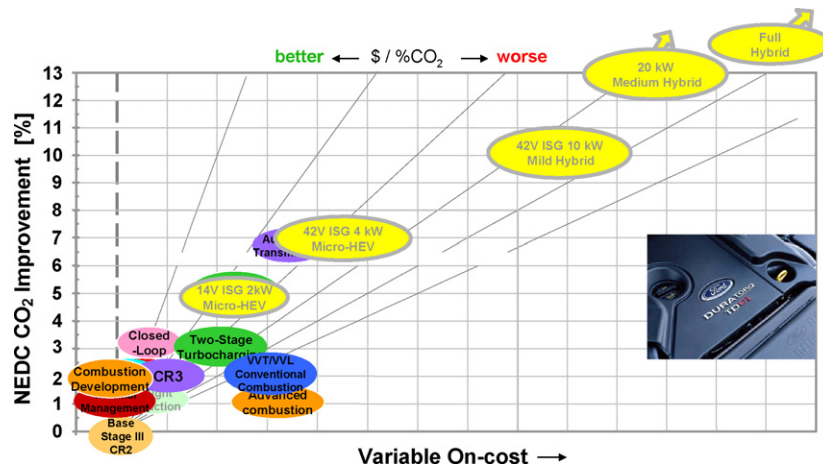 Full
Hybrid
better ← $ / %CO2 → worse
20 kW
Medium Hybrid
NEDC CO2 Improvement [%]
13
12
11
10
9
8
7
6
5
4
3
2
1
0
42V ISG 10 kW
Mild Hybrid
42V ISG 4 kW
Micro-HEV
14V ISG 2kW
Micro-HEV
Closed
-Loop
Two-Stage
Turbocharging
Combustion
Development
CR3
VVT/VVL
Conventional
Combustion
Management
Advanced
combustion
Base
Stage III
CR2
Ford
DURATORQ
TDCi
Variable On-cost →